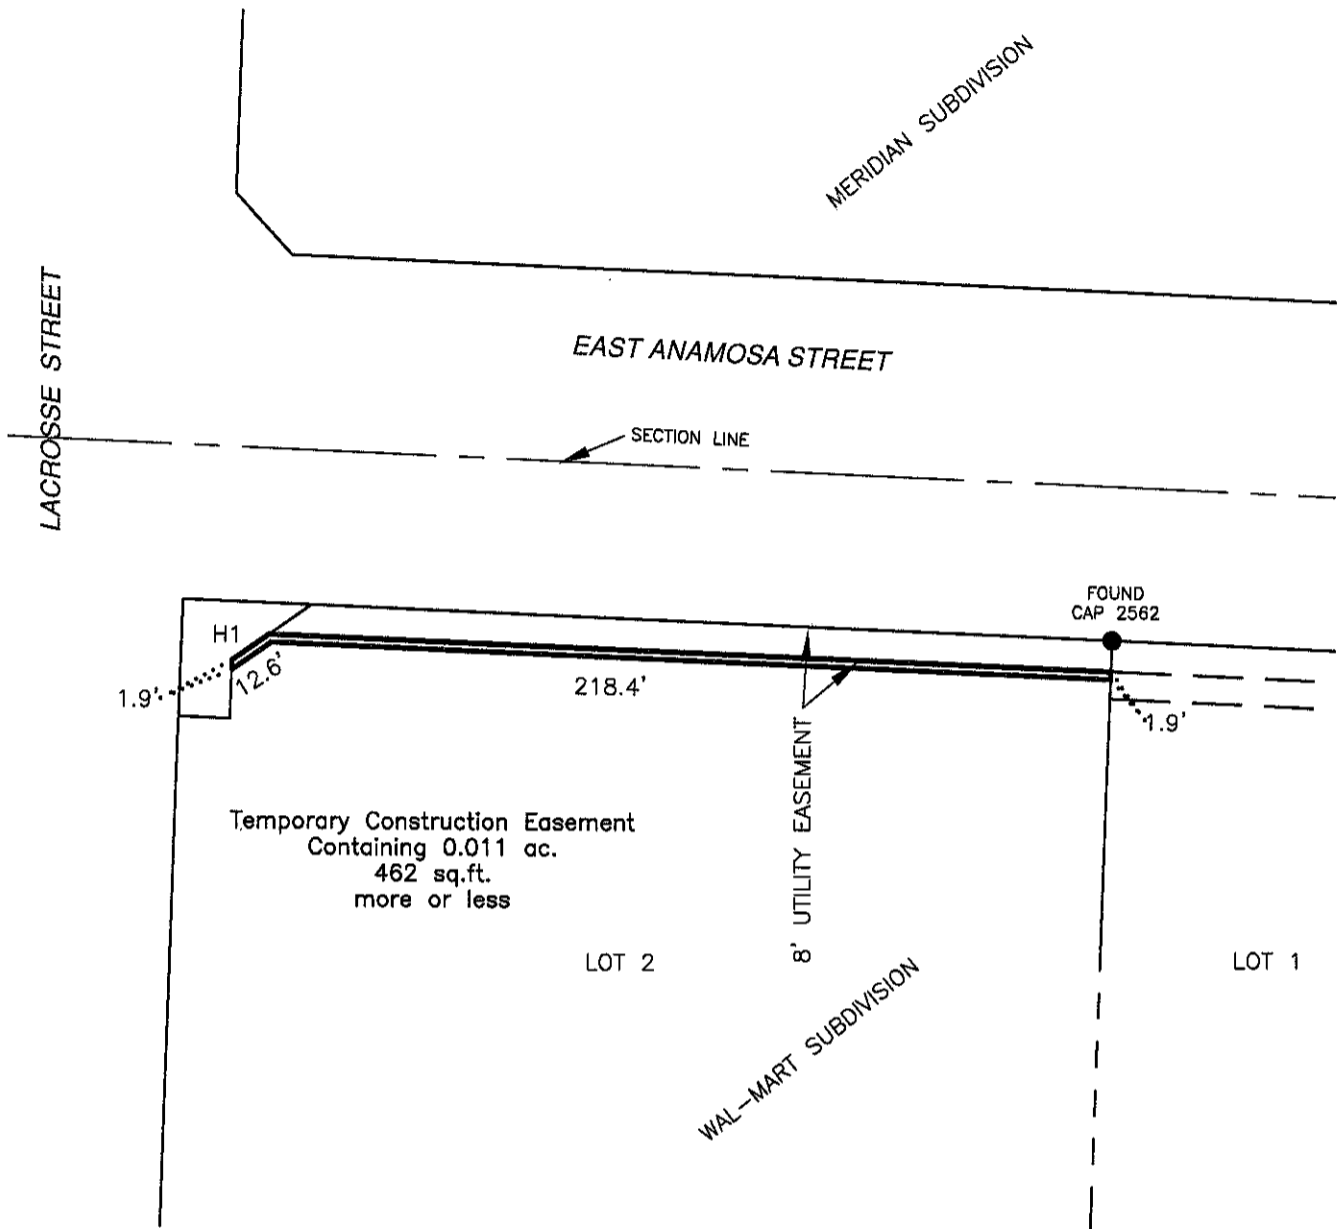 MERIDIAN SUBDIVISION
LACROSSE STREET
EAST ANAMOSA STREET
SECTION LINE
FOUND
CAP 2562
H1
1.9'
12.6'
218.4'
1.9'
8' UTILITY EASEMENT
Temporary Construction Easement
Containing 0.011 ac.
462 sq.ft.
more or less
LOT 2
LOT 1
WAL-MART SUBDIVISION